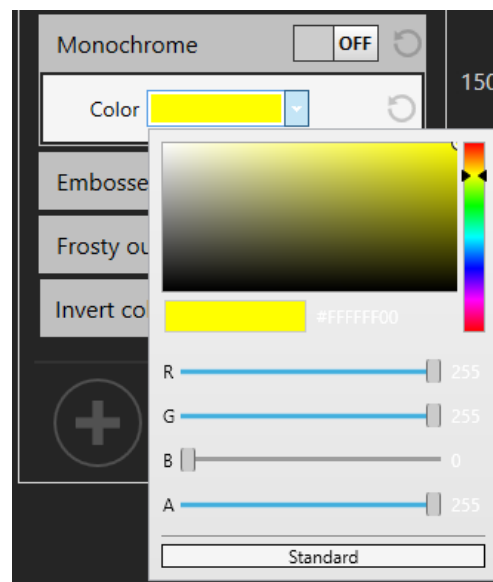 Monochrome OFF
150
Color
Embosse
Frosty ou
Invert co
#FFFFFF00
R 255
G 255
B 0
A 255
Standard